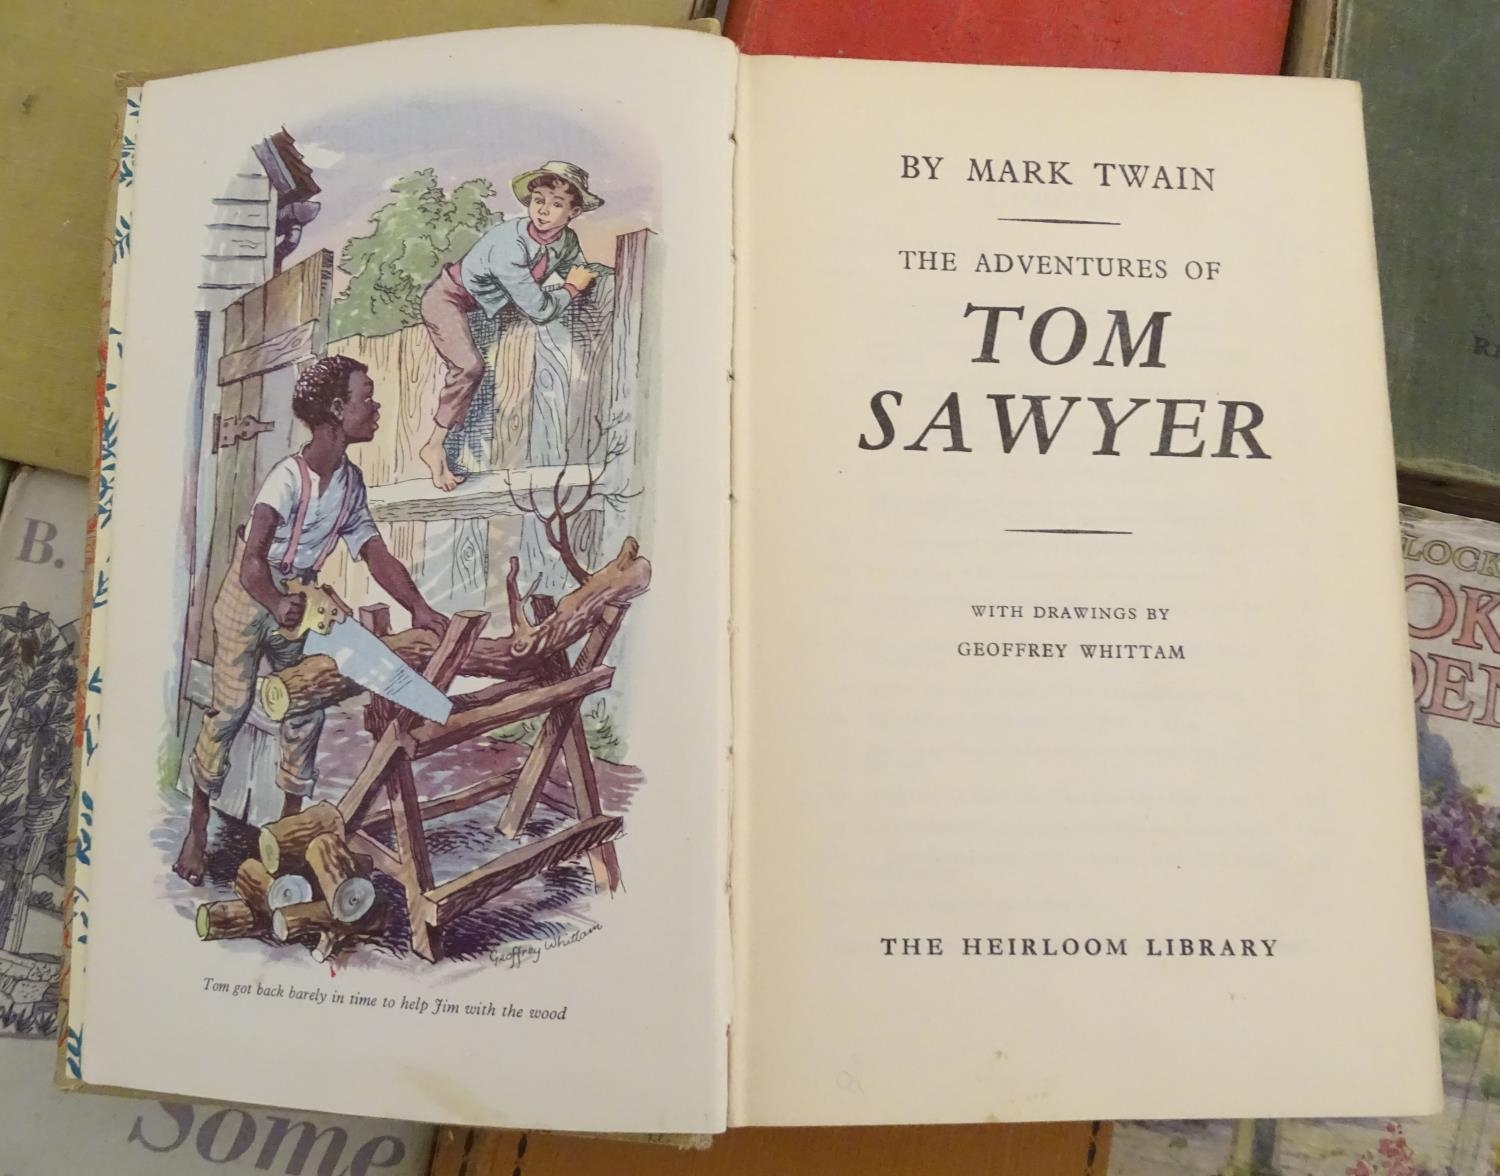 Geoffrey Whittam
Tom got back barely in time to help Jim with the wood
BY MARK TWAIN
THE ADVENTURES OF
TOM
SAWYER
WITH DRAWINGS BY
GEOFFREY WHITTAM
THE HEIRLOOM LIBRARY
B.
Some